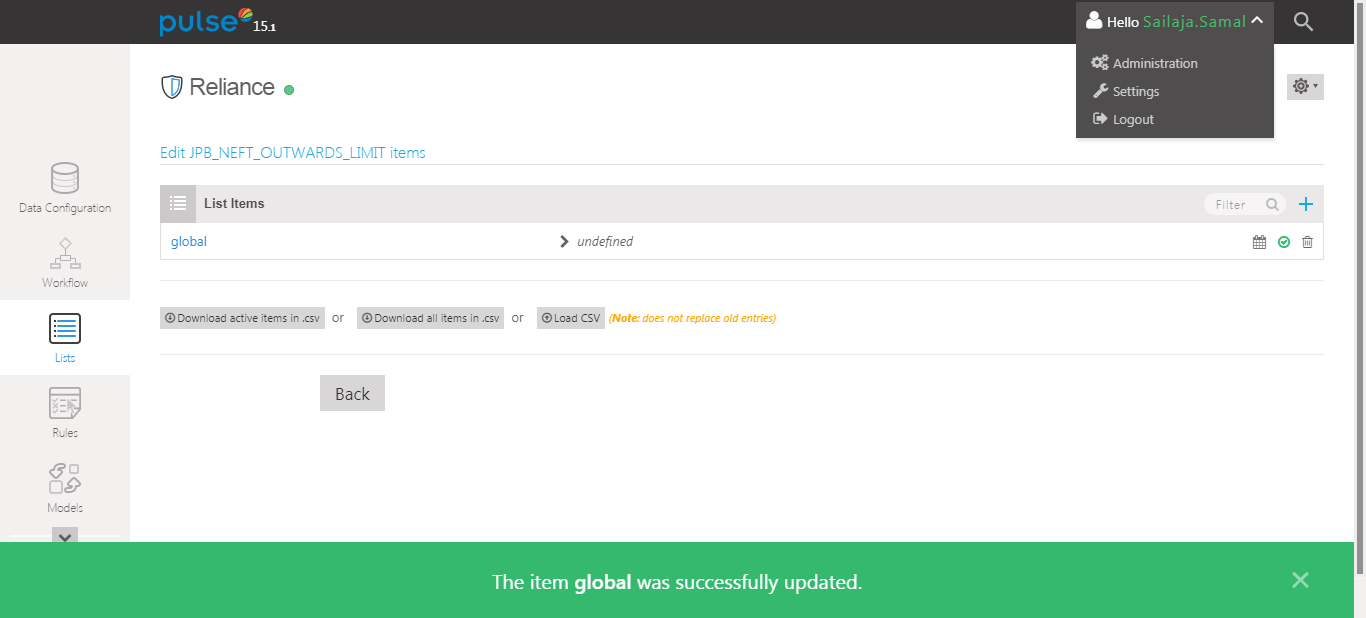 pulse 15.1
Hello Sailaja.Samal
Administration
Settings
Logout
Reliance
Edit JPB_NEFT_OUTWARDS_LIMIT items
List Items
Filter
global
undefined
Download active items in .csv or Download all items in .csv or Load CSV (Note: does not replace old entries)
Back
Data Configuration
Workflow
Lists
Rules
Models
The item global was successfully updated.